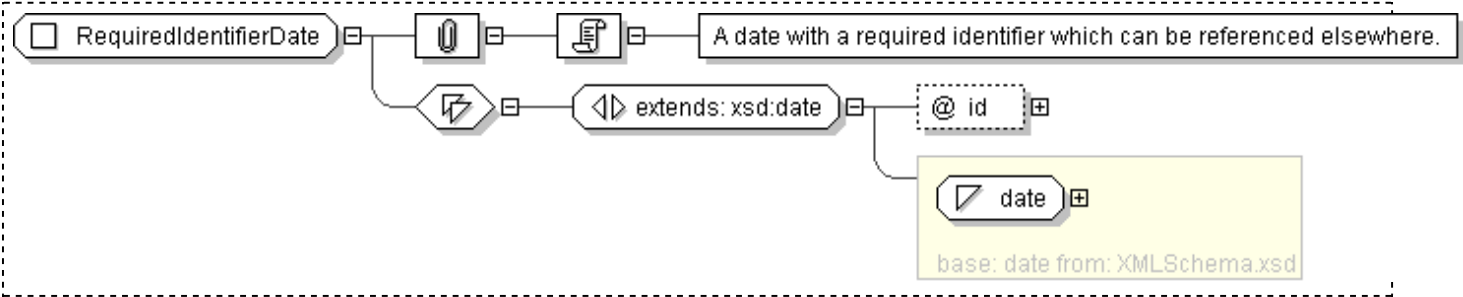 RequiredIdentifierDate
A date with a required identifier which can be referenced elsewhere.
extends: xsd:date
@ id
date
base: date from: XMLSchema.xsd